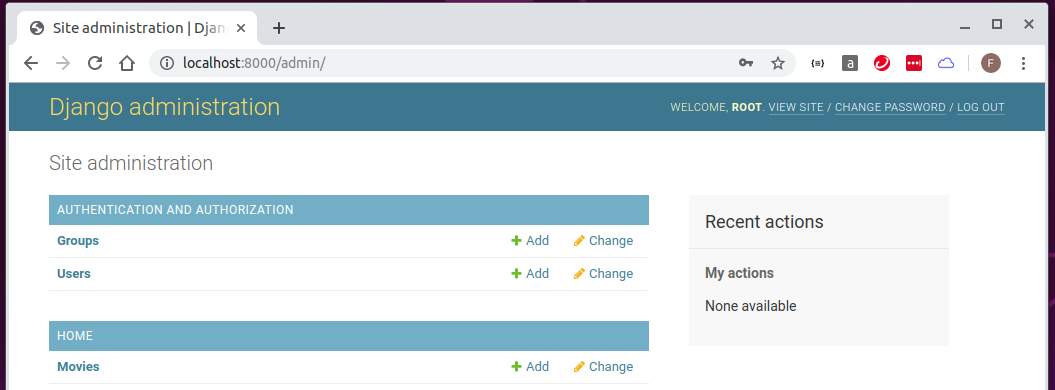 Site administration | Djan
localhost:8000/admin/
a
F
Django administration
WELCOME, ROOT. VIEW SITE / CHANGE PASSWORD / LOG OUT
Site administration
AUTHENTICATION AND AUTHORIZATION
Groups Add Change
Users Add Change
HOME
Movies Add Change
Recent actions
My actions
None available